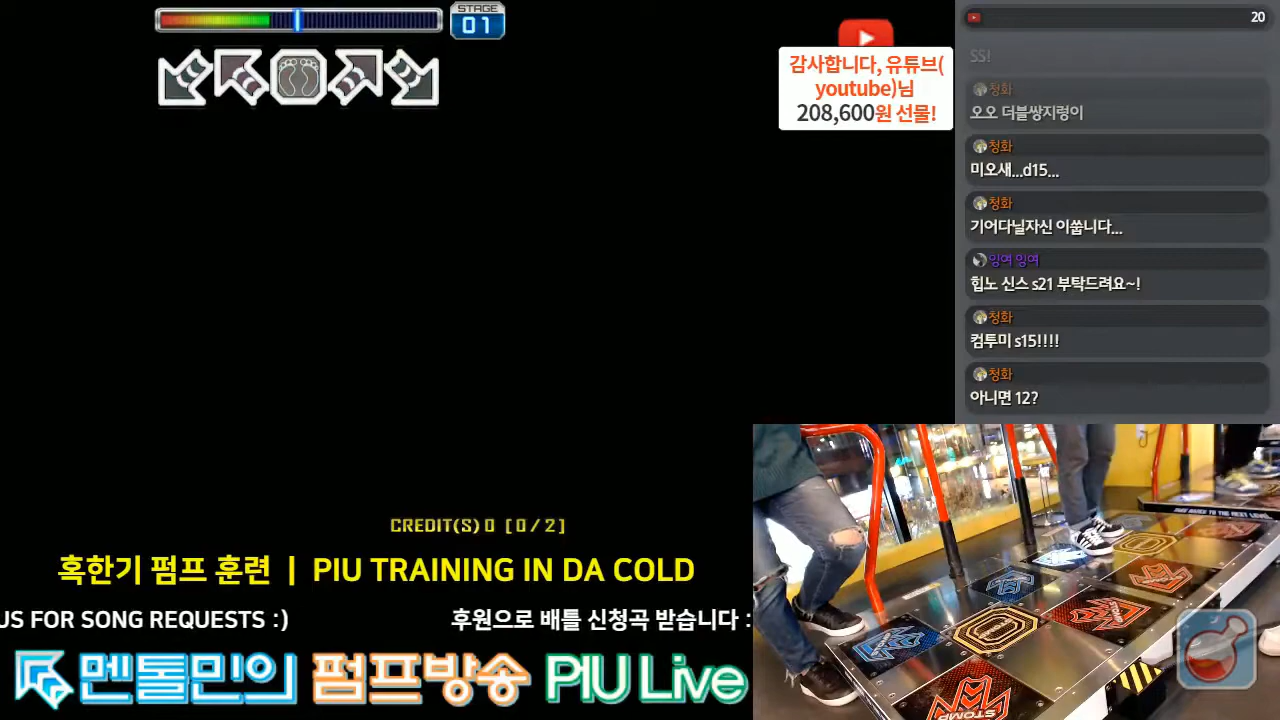 STAGE
01
감사합니다, 유튜브(
youtube)님
208,600원 선물!
20
SS!
청화
오오 더블쌍지렁이
청화
미오새...d15...
청화
기어다닐자신 이쑵니다...
잉여 잉여
힙노 신스 s21 부탁드려요~!
청화
컴투미 s15!!!!
청화
아니면 12?
CREDIT(S) 0 [0/2]
혹한기 펌프 훈련 | PIU TRAINING IN DA COLD
US FOR SONG REQUESTS :)
후원으로 배틀 신청곡 받습니다 :
멘톨민의 펌프방송 PIU Live
STOMP
STOMP